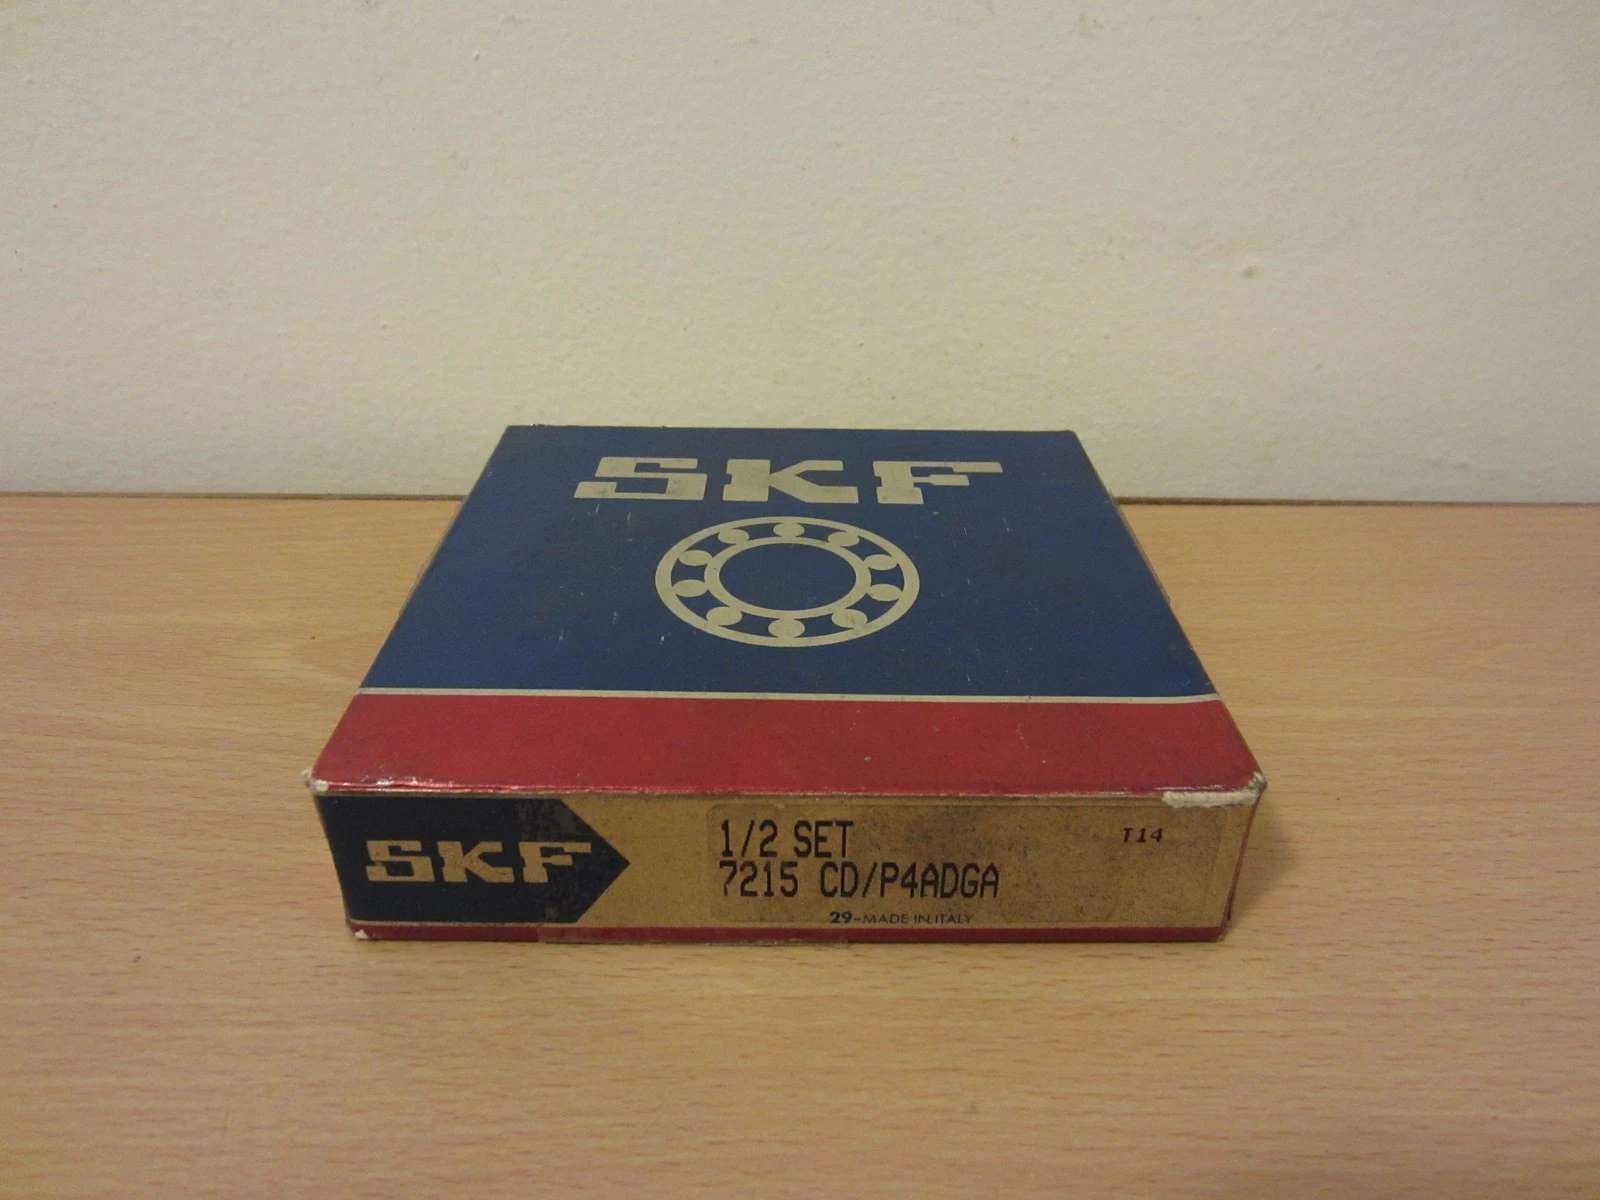 SKF
SKF
1/2 SET
T14
7215 CD/P4ADGA
29-MADE IN ITALY